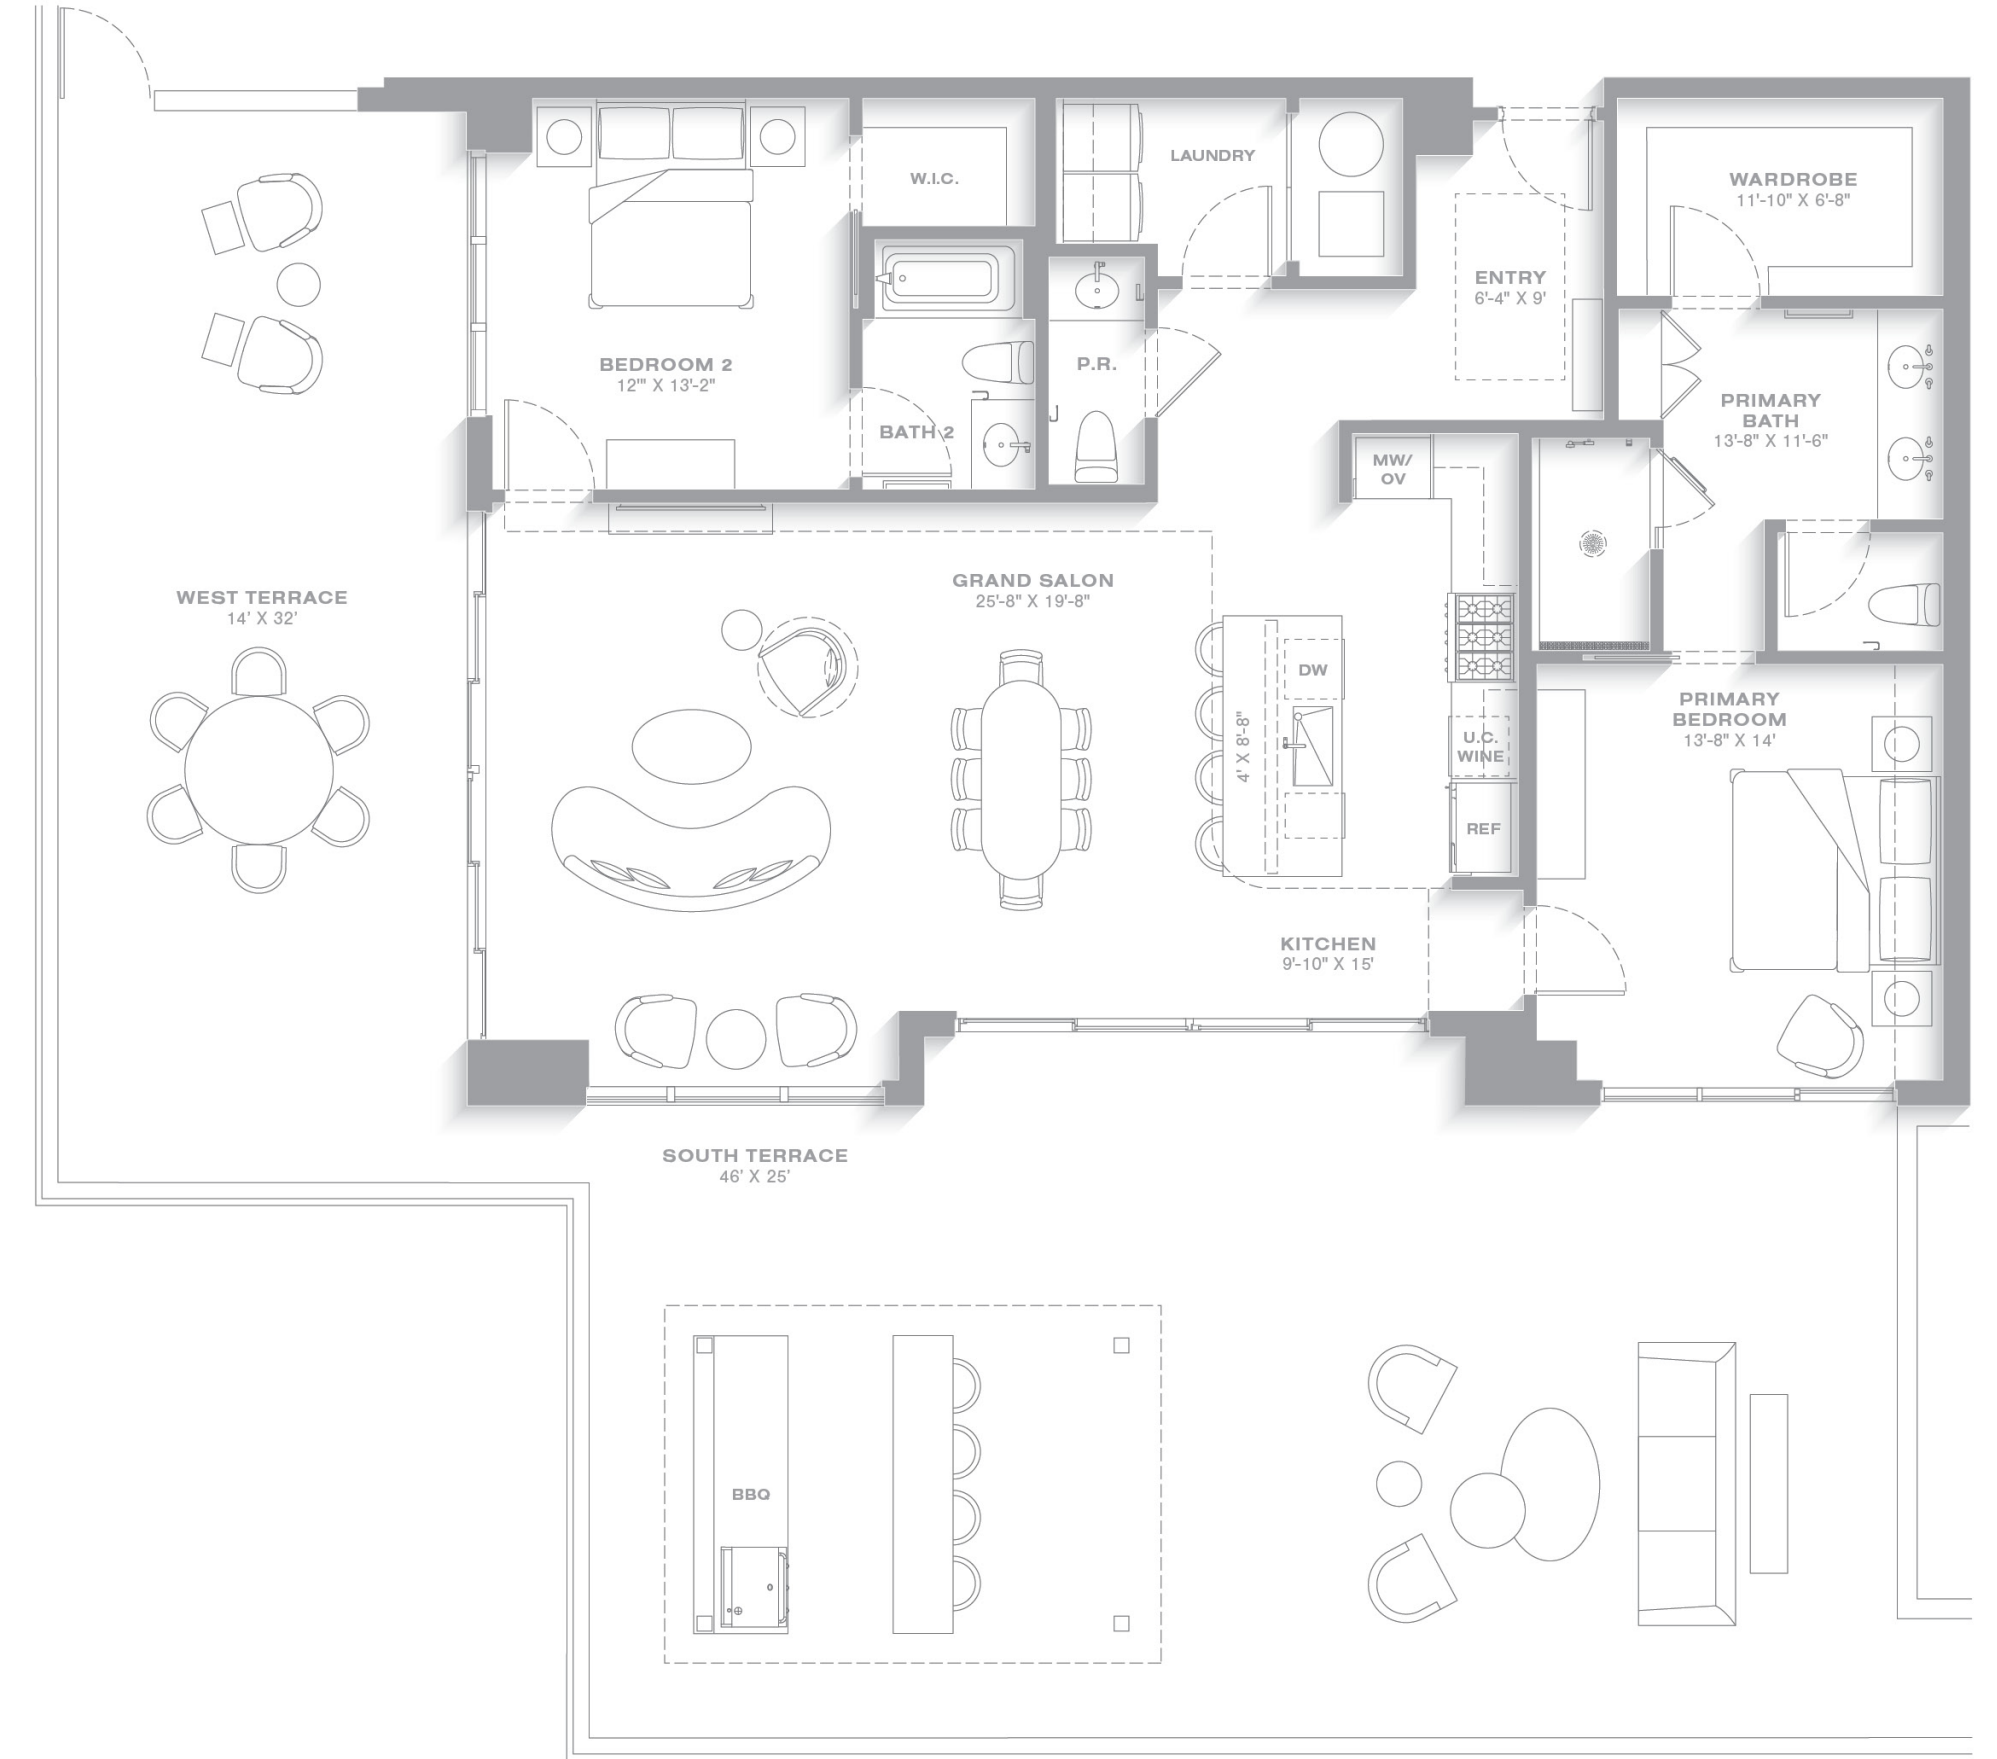 LAUNDRY
W.I.C.
WARDROBE
11'-10" X 6'-8"
ENTRY
6'-4" X 9'
BEDROOM 2
12'" X 13'-2"
P.R.
BATH 2
PRIMARY
BATH
13'-8" X 11'-6"
MW/
OV
WEST TERRACE
14' X 32'
GRAND SALON
25'-8" X 19'-8"
DW
4' X 8'-8"
U.C.
WINE
REF
PRIMARY
BEDROOM
13'-8" X 14'
KITCHEN
9'-10" X 15'
SOUTH TERRACE
46' X 25'
BBQ